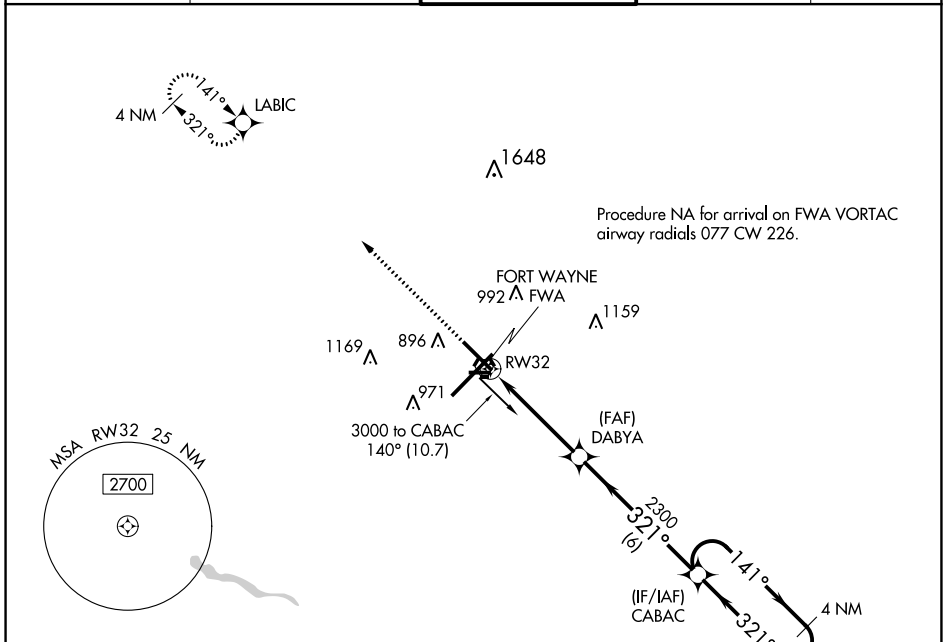 141°
LABIC
4 NM
321°
1648
Procedure NA for arrival on FWA VORTAC
airway radials 077 CW 226.
FORT WAYNE
992 FWA
1159
896
1169
RW32
971
3000 to CABAC
140° (10.7)
(FAF)
DABYA
MSA RW32 25 NM
2700
2300
321°
(6)
141°
(IF/IAF)
CABAC
4 NM
321°